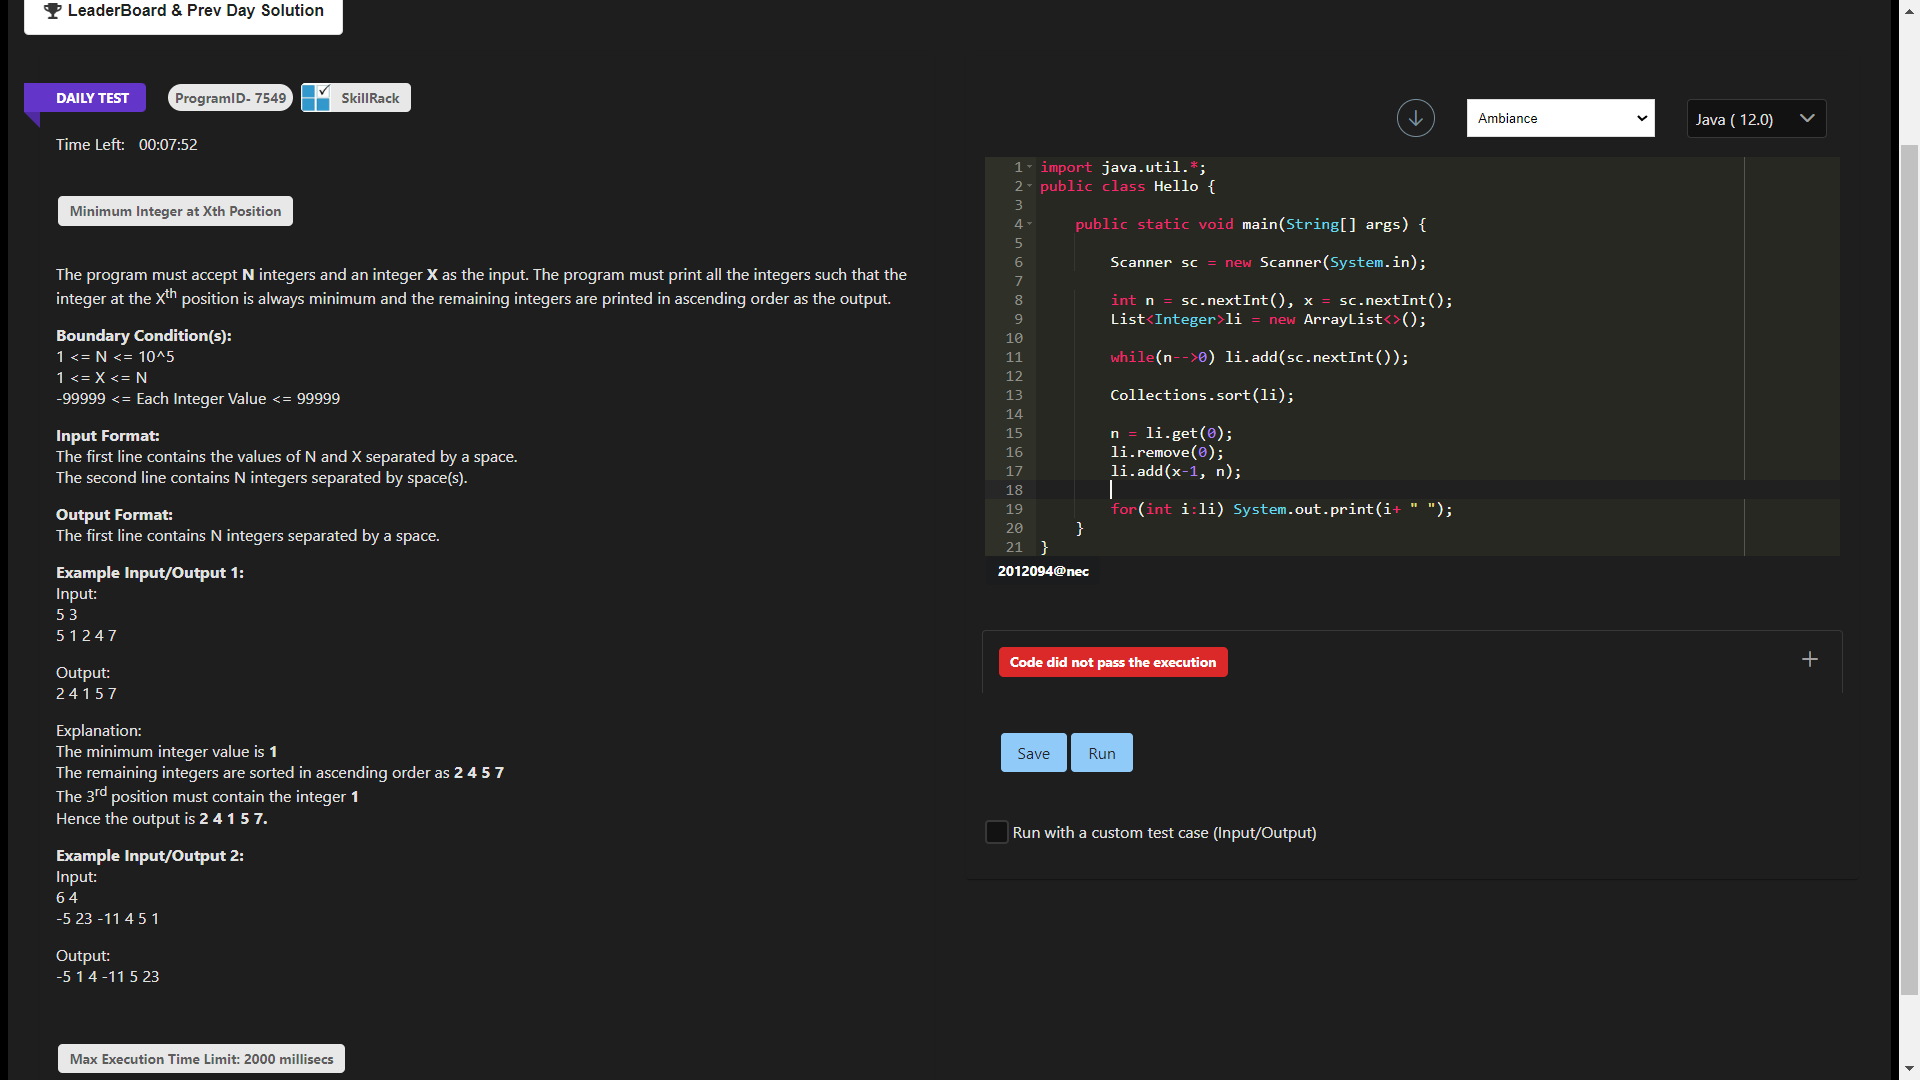 LeaderBoard & Prev Day Solution
DAILY TEST
ProgramID- 7549
SkillRack
Time Left: 00:07:52
Minimum Integer at Xth Position
The program must accept N integers and an integer X as the input. The program must print all the integers such that the
integer at the Xth position is always minimum and the remaining integers are printed in ascending order as the output.
Boundary Condition(s):
1 <= N <= 10^5
1 <= X <= N
-99999 <= Each Integer Value <= 99999
Input Format:
The first line contains the values of N and X separated by a space.
The second line contains N integers separated by space(s).
Output Format:
The first line contains N integers separated by a space.
Example Input/Output 1:
Input:
5 3
5 1 2 4 7
Output:
2 4 1 5 7
Explanation:
The minimum integer value is 1
The remaining integers are sorted in ascending order as 2 4 5 7
The 3rd position must contain the integer 1
Hence the output is 2 4 1 5 7.
Example Input/Output 2:
Input:
6 4
-5 23 -11 4 5 1
Output:
-5 1 4 -11 5 23
Max Execution Time Limit: 2000 millisecs
Ambiance
Java ( 12.0)
1 import java.util.*;
2 public class Hello {
3
4 public static void main(String[] args) {
5
6 Scanner sc = new Scanner(System.in);
7
8 int n = sc.nextInt(), x = sc.nextInt();
9 List<Integer>li = new ArrayList<>();
10
11 while(n-->0) li.add(sc.nextInt());
12
13 Collections.sort(li);
14
15 n = li.get(0);
16 li.remove(0);
17 li.add(x-1, n);
18
19 for(int i:li) System.out.print(i+ " ");
20 }
21 }
2012094@nec
Code did not pass the execution
Save
Run
Run with a custom test case (Input/Output)